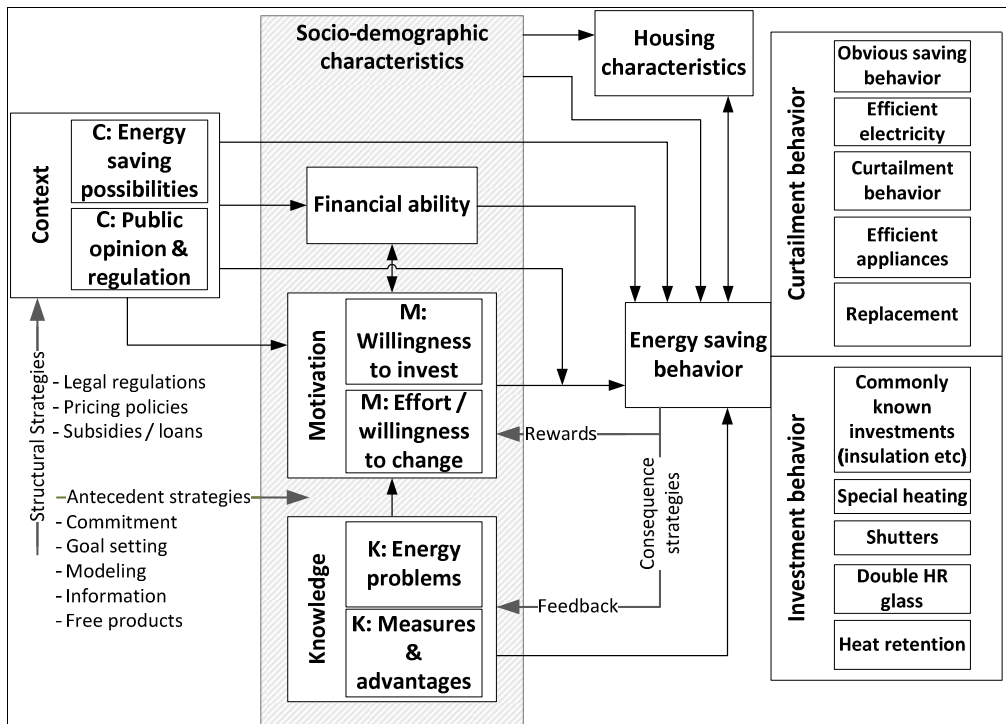 Socio-demographic
characteristics
Housing
characteristics
Context
C: Energy
saving
possibilities
C: Public
opinion &
regulation
Financial ability
Motivation
M:
Willingness
to invest
M: Effort /
willingness
to change
Energy saving
behavior
Structural Strategies
- Legal regulations
- Pricing policies
- Subsidies / loans
Antecedent strategies
- Commitment
- Goal setting
- Modeling
- Information
- Free products
Rewards
Consequence
strategies
Feedback
Knowledge
K: Energy
problems
K: Measures
&
advantages
Curtailment behavior
Obvious saving
behavior
Efficient
electricity
Curtailment
behavior
Efficient
appliances
Replacement
Investment behavior
Commonly
known
investments
(insulation etc)
Special heating
Shutters
Double HR
glass
Heat retention